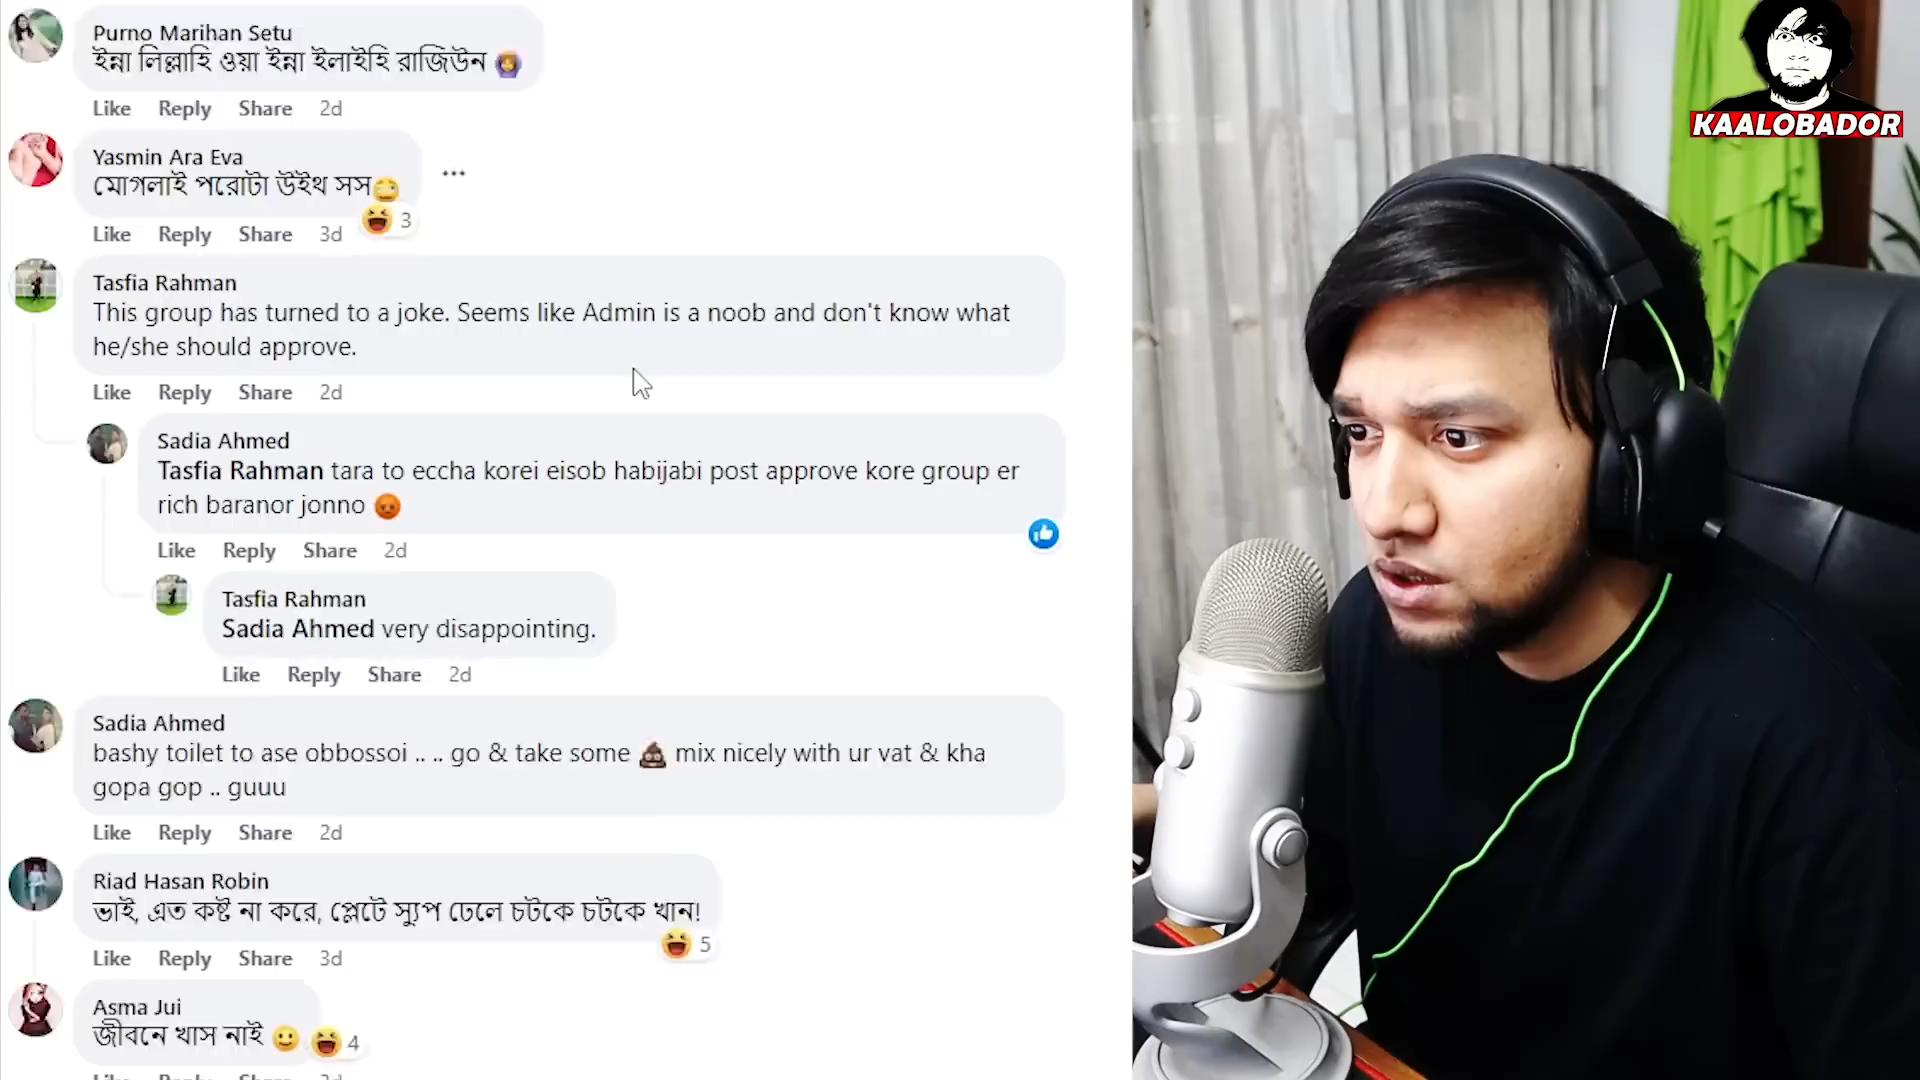 Purno Marihan Setu
ইন্না লিল্লাহি ওয়া ইন্না ইলাইহি রাজিউন 🤦‍♀️
Like Reply Share 2d
Yasmin Ara Eva
মোগলাই পরোটা উইথ সস😳
😆 3
Like Reply Share 3d
Tasfia Rahman
This group has turned to a joke. Seems like Admin is a noob and don't know what
he/she should approve.
Like Reply Share 2d
Sadia Ahmed
Tasfia Rahman tara to eccha korei eisob habijabi post approve kore group er
rich baranor jonno 😡
Like Reply Share 2d
Tasfia Rahman
Sadia Ahmed very disappointing.
Like Reply Share 2d
Sadia Ahmed
bashy toilet to ase obbossoi .. .. go & take some 💩 mix nicely with ur vat & kha
gopa gop .. guuu
Like Reply Share 2d
Riad Hasan Robin
ভাই, এত কষ্ট না করে, প্লেটে স্যুপ ঢেলে চটকে চটকে খান!
😆 5
Like Reply Share 3d
Asma Jui
জীবনে খাস নাই 🙂
😆 4
Like Reply Share
KAALOBADOR